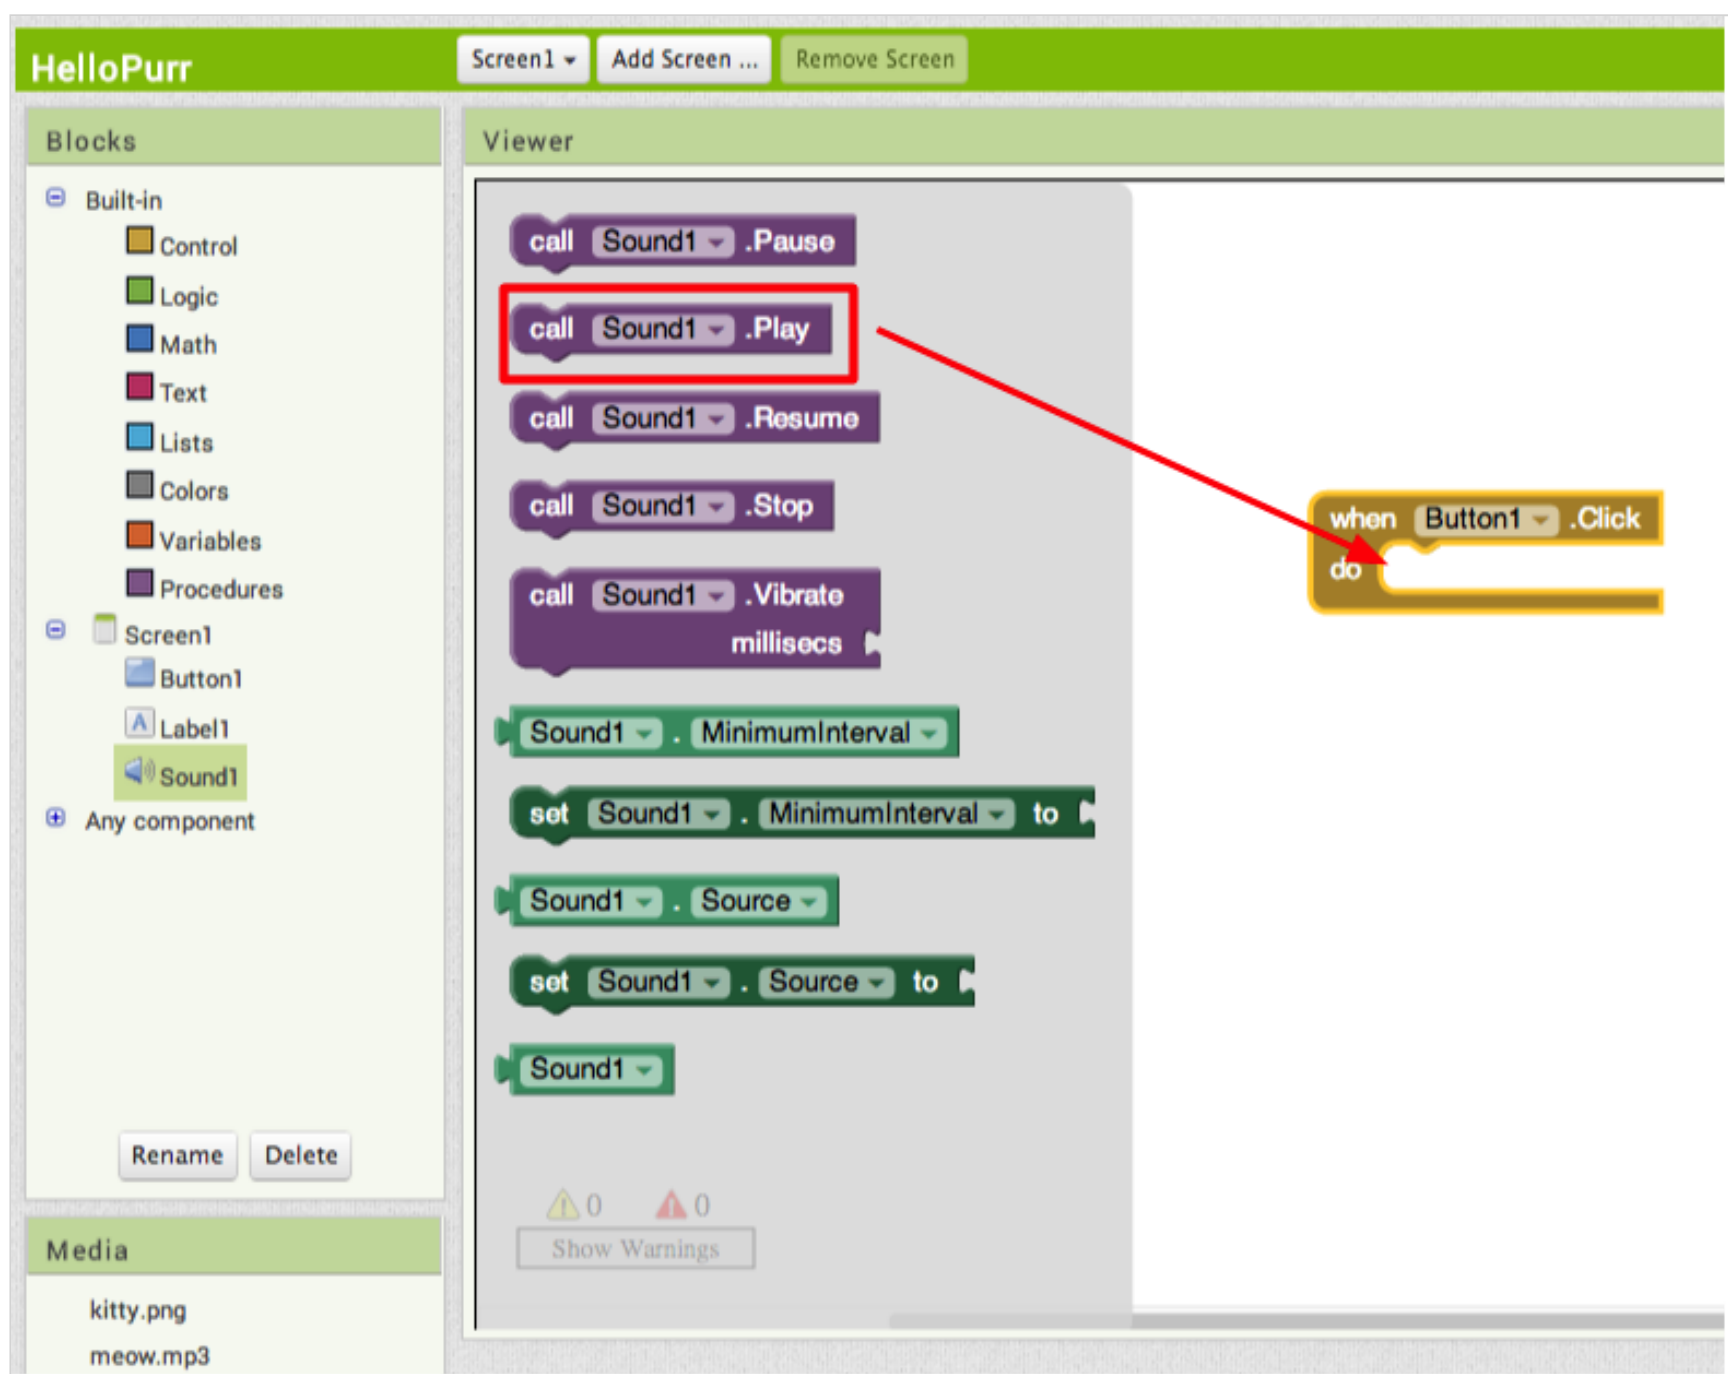 HelloPurr
Screen1 Add Screen ... Remove Screen
Blocks
Built-in
Control
Logic
Math
Text
Lists
Colors
Variables
Procedures
Screen1
Button1
A Label1
Sound1
Any component
Rename Delete
Media
kitty.png
meow.mp3
Viewer
call Sound1 .Pause
call Sound1 .Play
call Sound1 .Resume
call Sound1 .Stop
call Sound1 .Vibrate
millisecs
Sound1 . MinimumInterval
set Sound1 . MinimumInterval to
Sound1 . Source
set Sound1 . Source to
Sound1
0 0
Show Warnings
when Button1 .Click
do